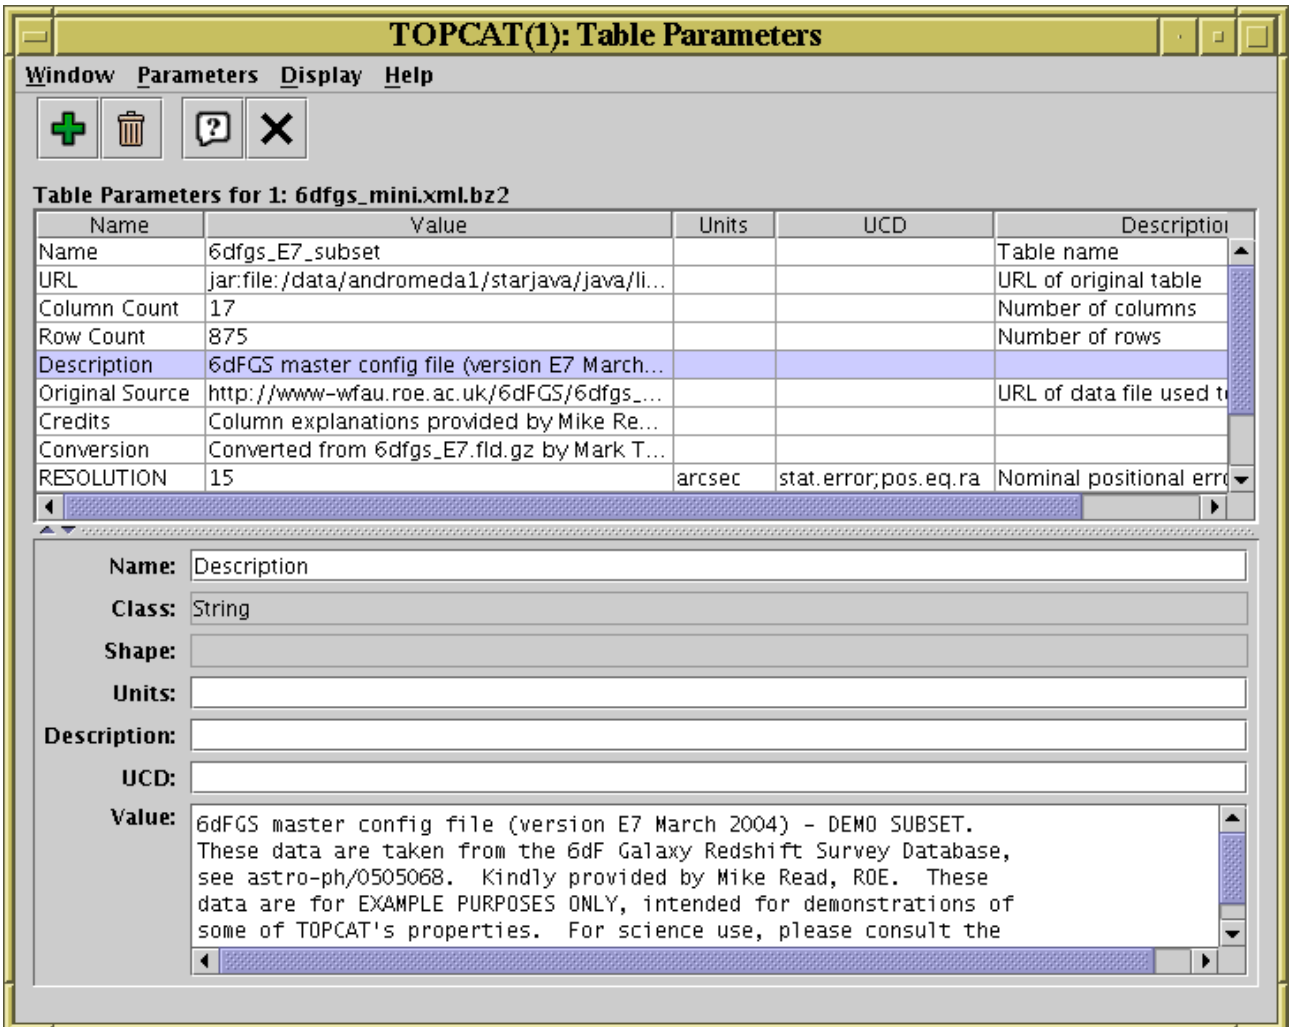 TOPCAT(1): Table Parameters
Window Parameters Display Help
Table Parameters for 1: 6dfgs_mini.xml.bz2
Name Value Units UCD Descriptio
Name 6dfgs_E7_subset Table name
URL jar:file:/data/andromeda1/starjava/java/li... URL of original table
Column Count 17 Number of columns
Row Count 875 Number of rows
Description 6dFGS master config file (version E7 March...
Original Source http://www-wfau.roe.ac.uk/6dFGS/6dfgs_... URL of data file used t
Credits Column explanations provided by Mike Re...
Conversion Converted from 6dfgs_E7.fld.gz by Mark T...
RESOLUTION 15 arcsec stat.error;pos.eq.ra Nominal positional err
Name: Description
Class: String
Shape:
Units:
Description:
UCD:
Value: 6dFGS master config file (version E7 March 2004) - DEMO SUBSET.
These data are taken from the 6dF Galaxy Redshift Survey Database,
see astro-ph/0505068. Kindly provided by Mike Read, ROE. These
data are for EXAMPLE PURPOSES ONLY, intended for demonstrations of
some of TOPCAT's properties. For science use, please consult the